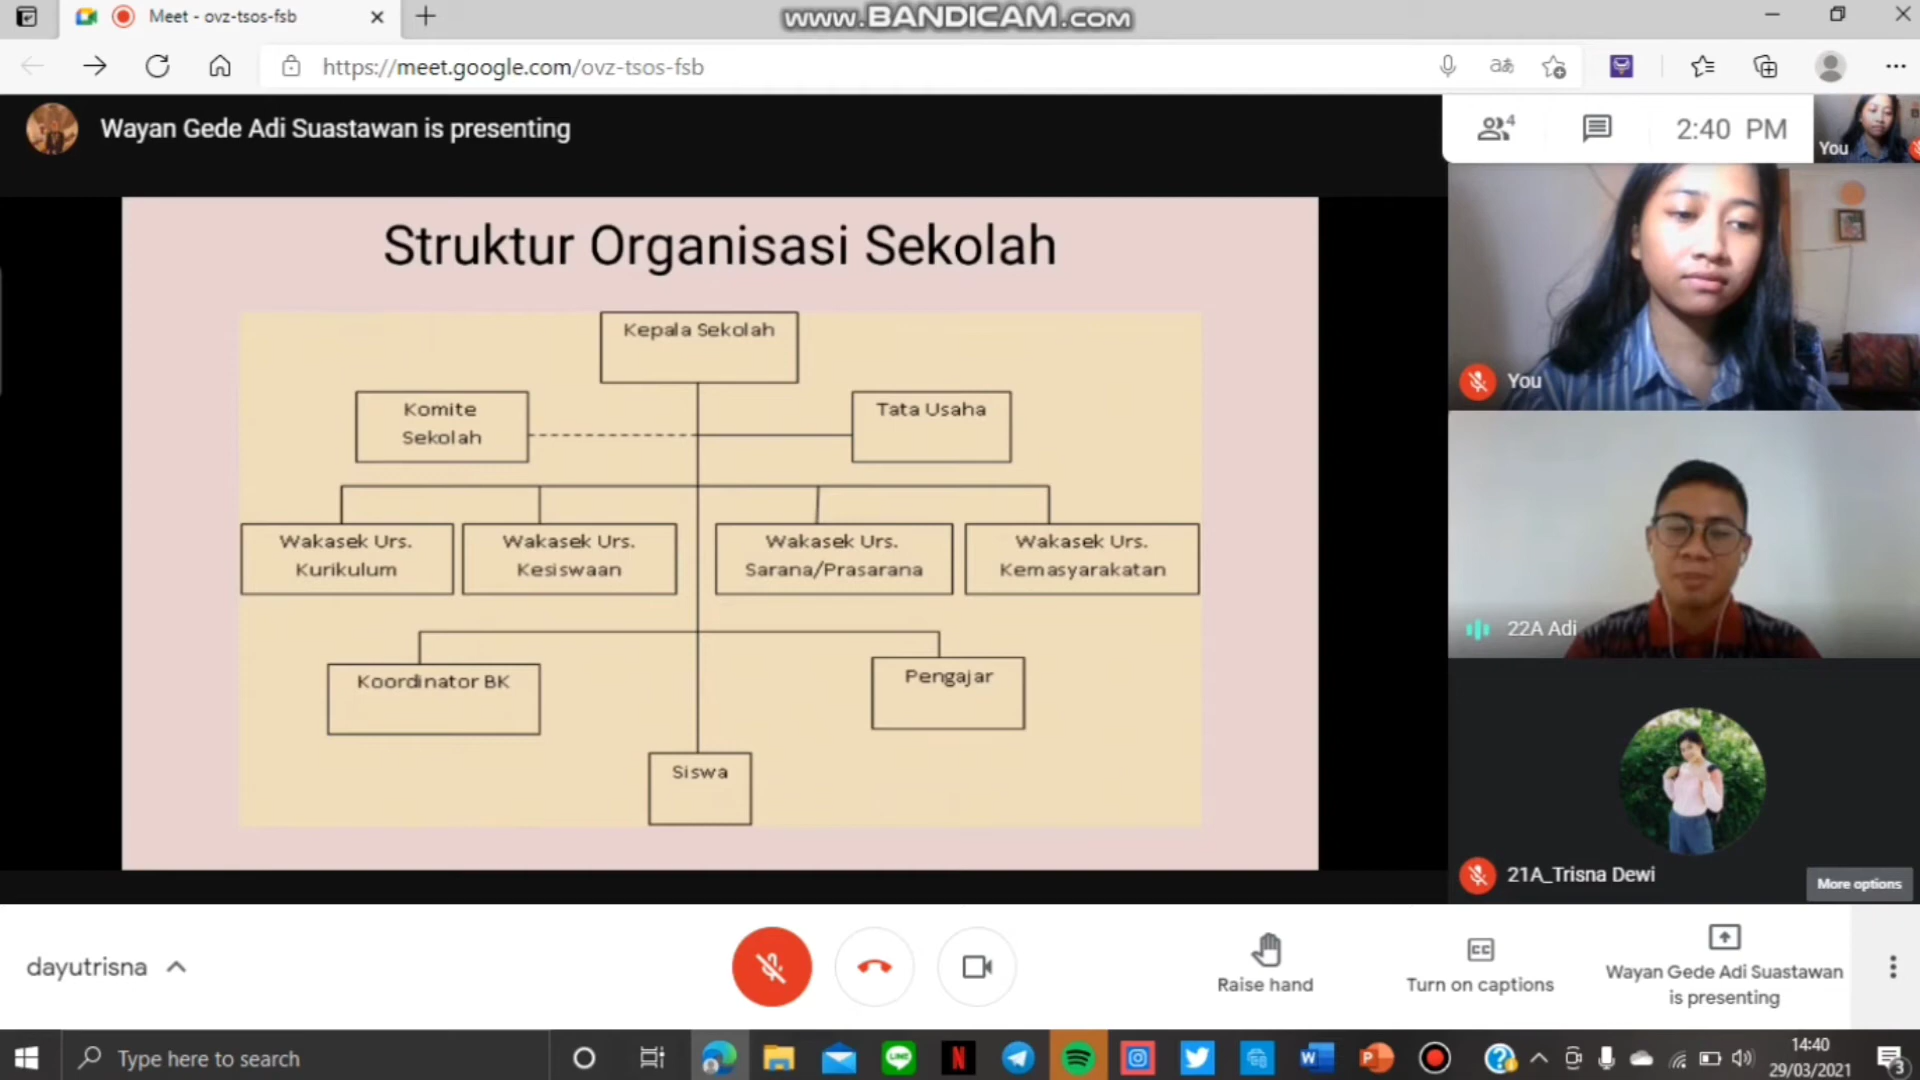 Meet - ovz-tsos-fsb
www.BANDICAM.com
https://meet.google.com/ovz-tsos-fsb
Wayan Gede Adi Suastawan is presenting
4
2:40 PM
You
Struktur Organisasi Sekolah
Kepala Sekolah
Komite
Sekolah
Tata Usaha
Wakasek Urs.
Kurikulum
Wakasek Urs.
Kesiswaan
Wakasek Urs.
Sarana/Prasarana
Wakasek Urs.
Kemasyarakatan
Koordinator BK
Pengajar
Siswa
You
22A Adi
21A_Trisna Dewi
More options
dayutrisna
Raise hand
CC
Turn on captions
Wayan Gede Adi Suastawan
is presenting
Type here to search
LINE
N
W
P
14:40
29/03/2021
3